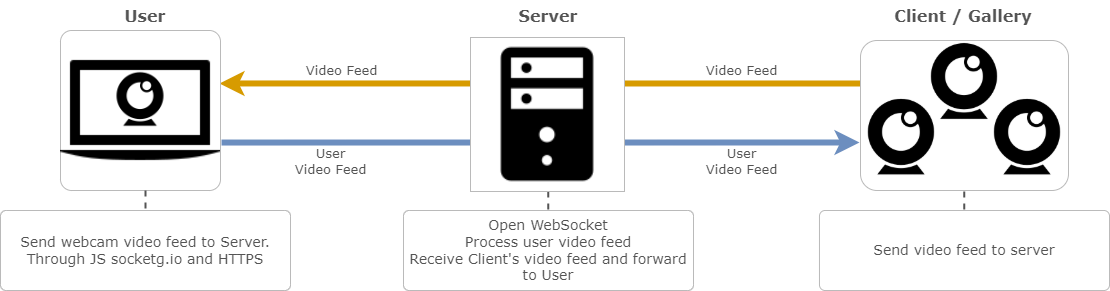 User
Server
Client / Gallery
Video Feed
Video Feed
User
Video Feed
User
Video Feed
Send webcam video feed to Server.
Through JS socketg.io and HTTPS
Open WebSocket
Process user video feed
Receive Client's video feed and forward
to User
Send video feed to server